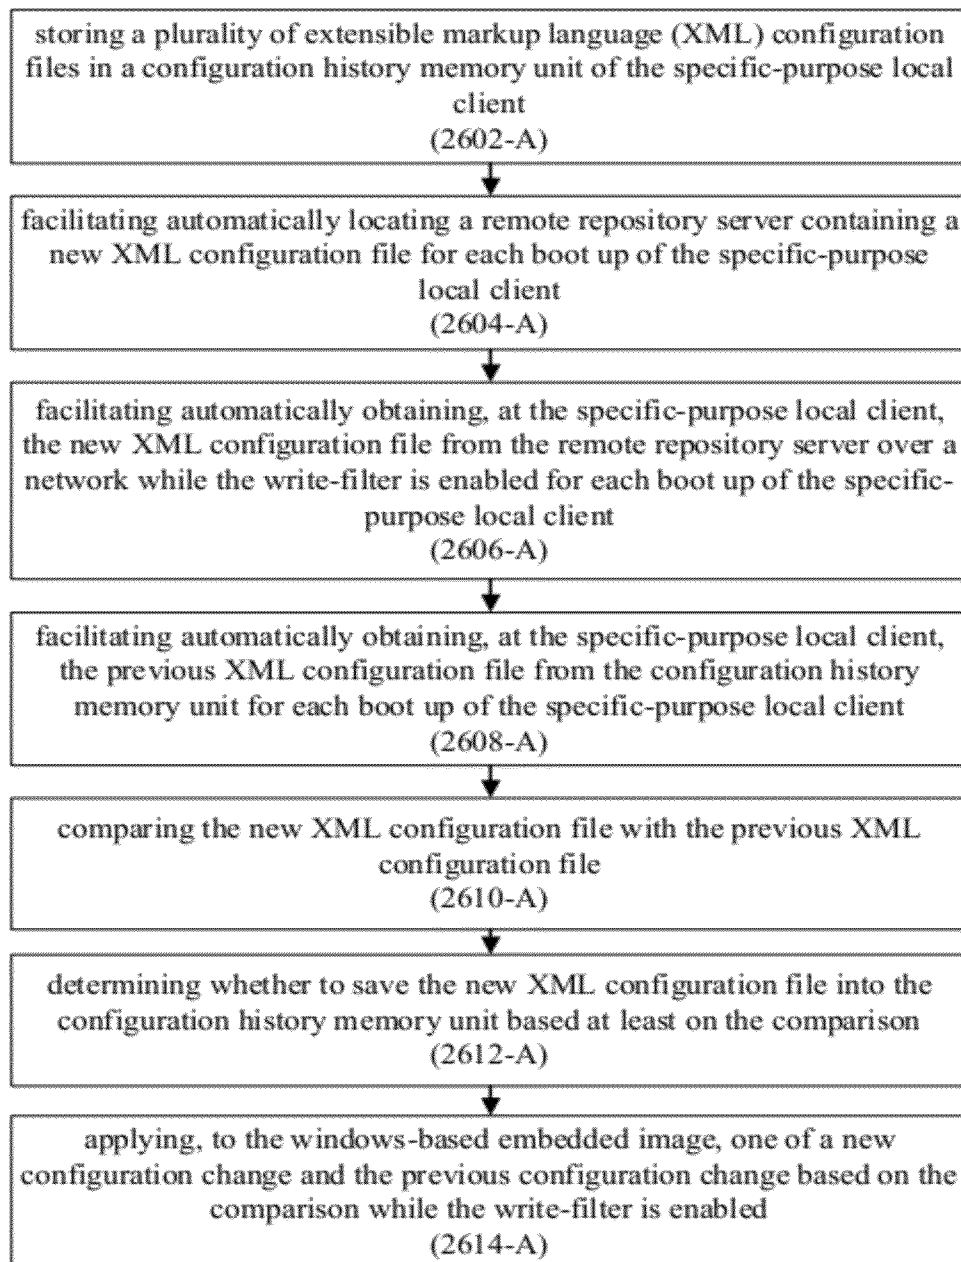 storing a plurality of extensible markup language (XML) configuration
files in a configuration history memory unit of the specific-purpose local
client
(2602-A)
facilitating automatically locating a remote repository server containing a
new XML configuration file for each boot up of the specific-purpose
local client
(2604-A)
facilitating automatically obtaining, at the specific-purpose local client,
the new XML configuration file from the remote repository server over a
network while the write-filter is enabled for each boot up of the specific-
purpose local client
(2606-A)
facilitating automatically obtaining, at the specific-purpose local client,
the previous XML configuration file from the configuration history
memory unit for each boot up of the specific-purpose local client
(2608-A)
comparing the new XML configuration file with the previous XML
configuration file
(2610-A)
determining whether to save the new XML configuration file into the
configuration history memory unit based at least on the comparison
(2612-A)
applying, to the windows-based embedded image, one of a new
configuration change and the previous configuration change based on the
comparison while the write-filter is enabled
(2614-A)